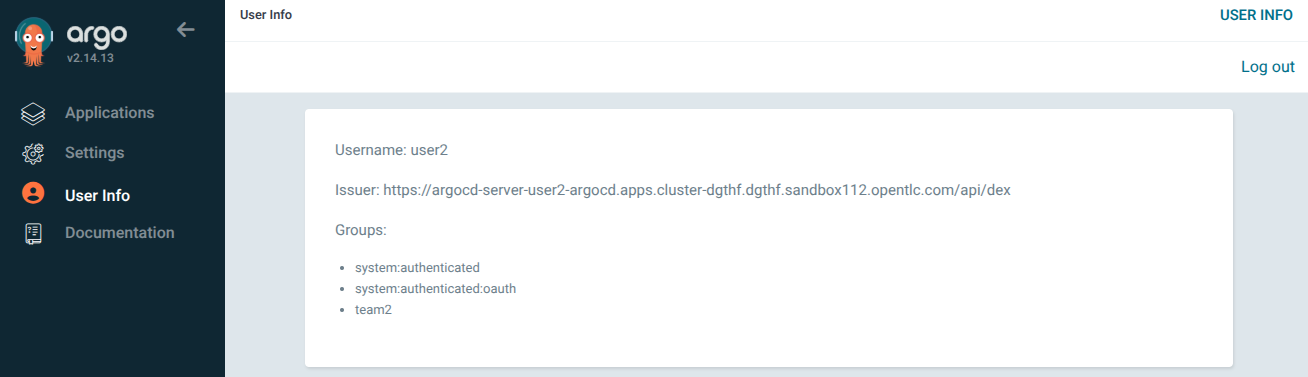 argo
v2.14.13
Applications
Settings
User Info
Documentation
User Info
USER INFO
Log out
Username: user2
Issuer: https://argocd-server-user2-argocd.apps.cluster-dgthf.dgthf.sandbox112.opentlc.com/api/dex
Groups:
• system:authenticated
• system:authenticated:oauth
• team2